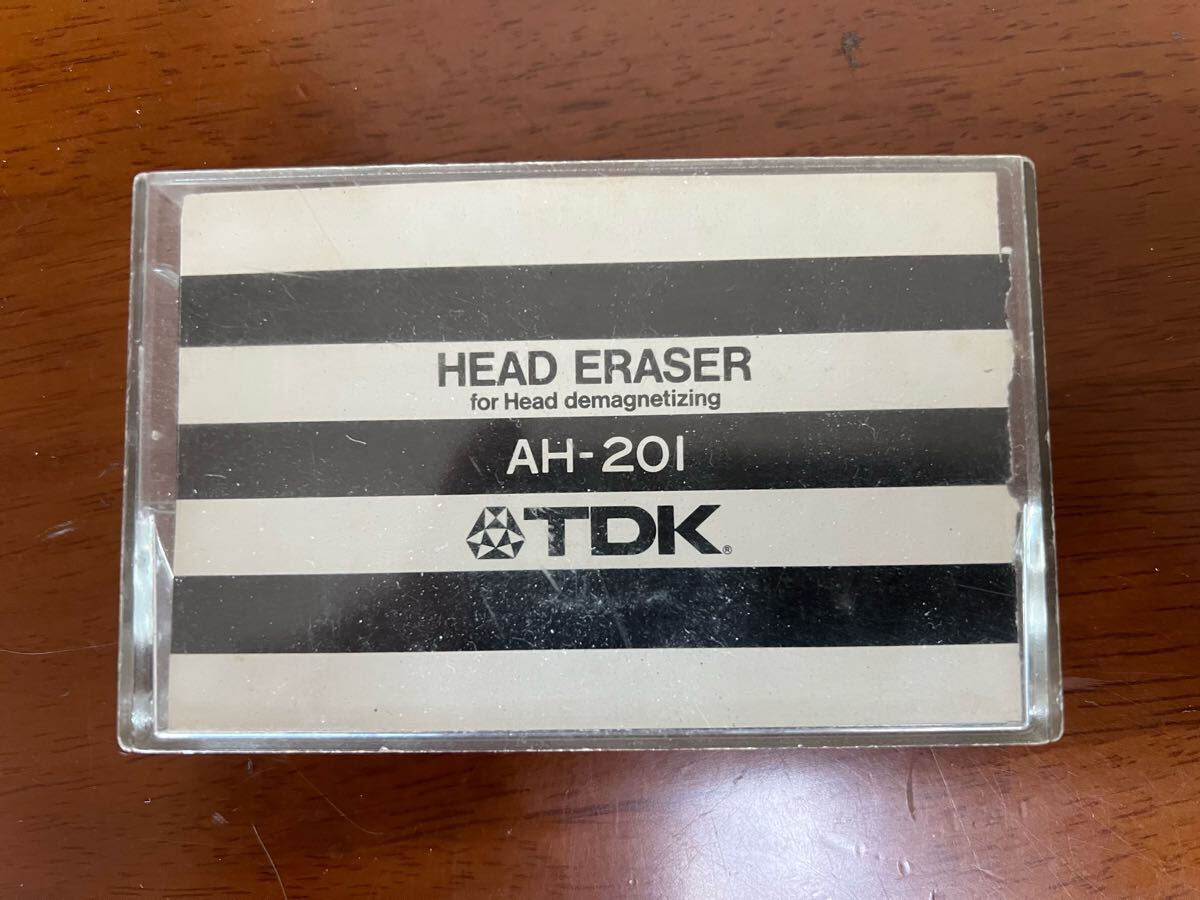 HEAD ERASER
for Head demagnetizing
AH-201
TDK®